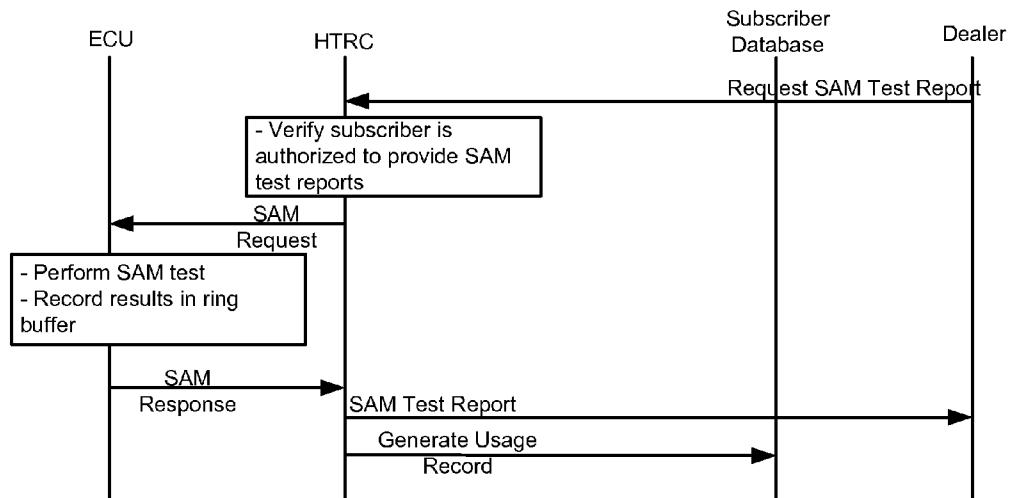 ECU
HTRC
Subscriber
Database
Dealer
Request SAM Test Report
- Verify subscriber is
authorized to provide SAM
test reports
SAM
Request
- Perform SAM test
- Record results in ring
buffer
SAM
Response
SAM Test Report
Generate Usage
Record